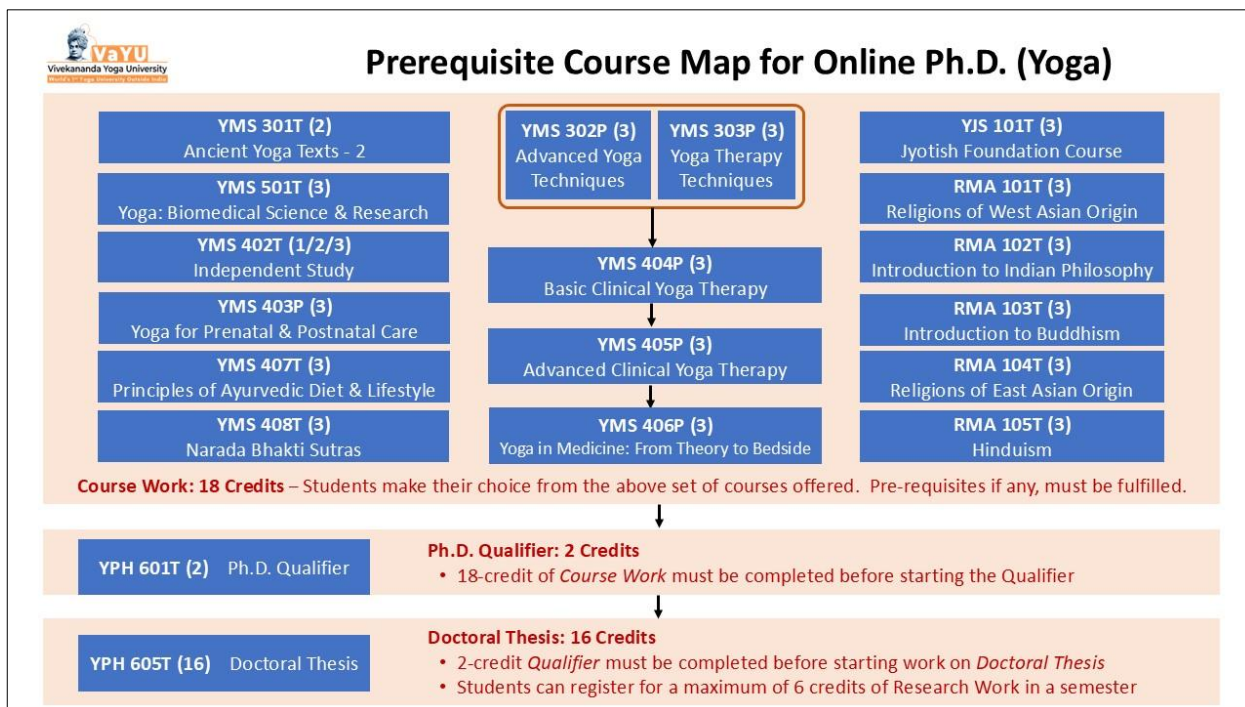 VaYU
Vivekananda Yoga University
World's 1st Yoga University Outside India
Prerequisite Course Map for Online Ph.D. (Yoga)
YMS 301T (2)
Ancient Yoga Texts - 2
YMS 501T (3)
Yoga: Biomedical Science & Research
YMS 402T (1/2/3)
Independent Study
YMS 403P (3)
Yoga for Prenatal & Postnatal Care
YMS 407T (3)
Principles of Ayurvedic Diet & Lifestyle
YMS 408T (3)
Narada Bhakti Sutras
YMS 302P (3)
Advanced Yoga
Techniques
YMS 303P (3)
Yoga Therapy
Techniques
YMS 404P (3)
Basic Clinical Yoga Therapy
YMS 405P (3)
Advanced Clinical Yoga Therapy
YMS 406P (3)
Yoga in Medicine: From Theory to Bedside
YJS 101T (3)
Jyotish Foundation Course
RMA 101T (3)
Religions of West Asian Origin
RMA 102T (3)
Introduction to Indian Philosophy
RMA 103T (3)
Introduction to Buddhism
RMA 104T (3)
Religions of East Asian Origin
RMA 105T (3)
Hinduism
Course Work: 18 Credits – Students make their choice from the above set of courses offered. Pre-requisites if any, must be fulfilled.
YPH 601T (2) Ph.D. Qualifier
Ph.D. Qualifier: 2 Credits
• 18-credit of Course Work must be completed before starting the Qualifier
YPH 605T (16) Doctoral Thesis
Doctoral Thesis: 16 Credits
• 2-credit Qualifier must be completed before starting work on Doctoral Thesis
• Students can register for a maximum of 6 credits of Research Work in a semester